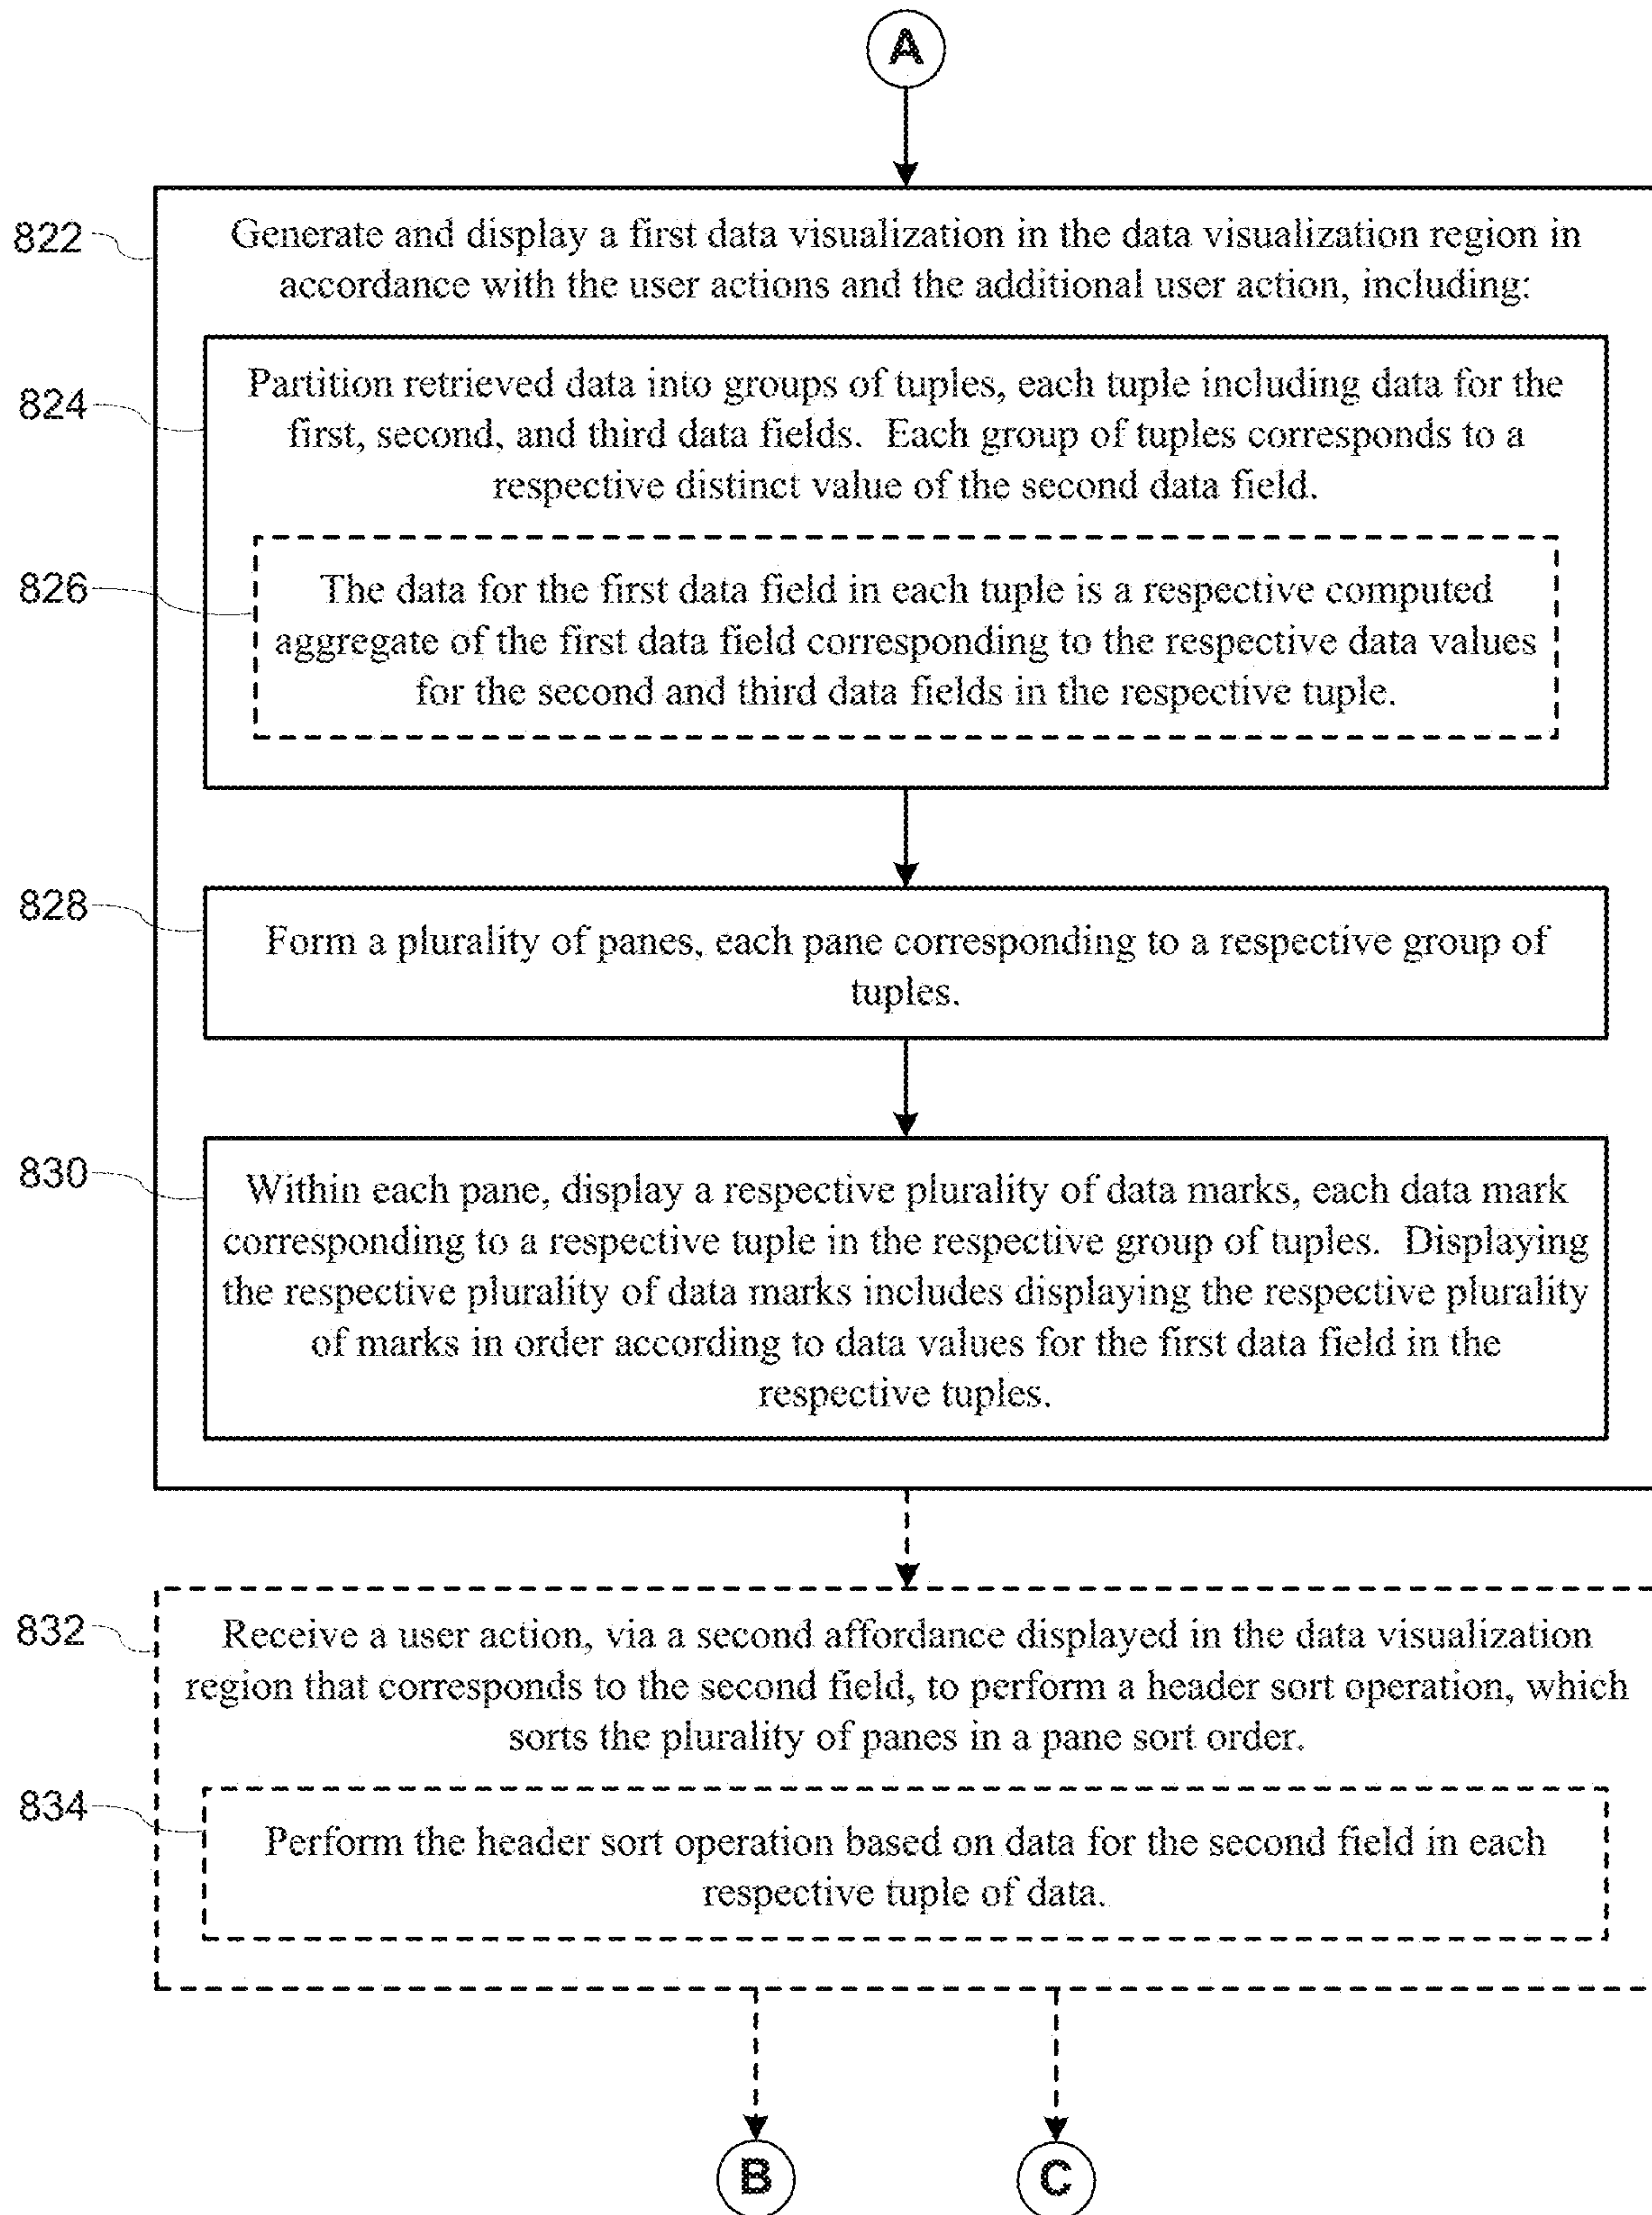 A
822
Generate and display a first data visualization in the data visualization region in
accordance with the user actions and the additional user action, including:
824
Partition retrieved data into groups of tuples, each tuple including data for the
first, second, and third data fields.  Each group of tuples corresponds to a
respective distinct value of the second data field.
826
The data for the first data field in each tuple is a respective computed
aggregate of the first data field corresponding to the respective data values
for the second and third data fields in the respective tuple.
828
Form a plurality of panes, each pane corresponding to a respective group of
tuples.
830
Within each pane, display a respective plurality of data marks, each data mark
corresponding to a respective tuple in the respective group of tuples.  Displaying
the respective plurality of data marks includes displaying the respective plurality
of marks in order according to data values for the first data field in the
respective tuples.
832
Receive a user action, via a second affordance displayed in the data visualization
region that corresponds to the second field, to perform a header sort operation, which
sorts the plurality of panes in a pane sort order.
834
Perform the header sort operation based on data for the second field in each
respective tuple of data.
B
C